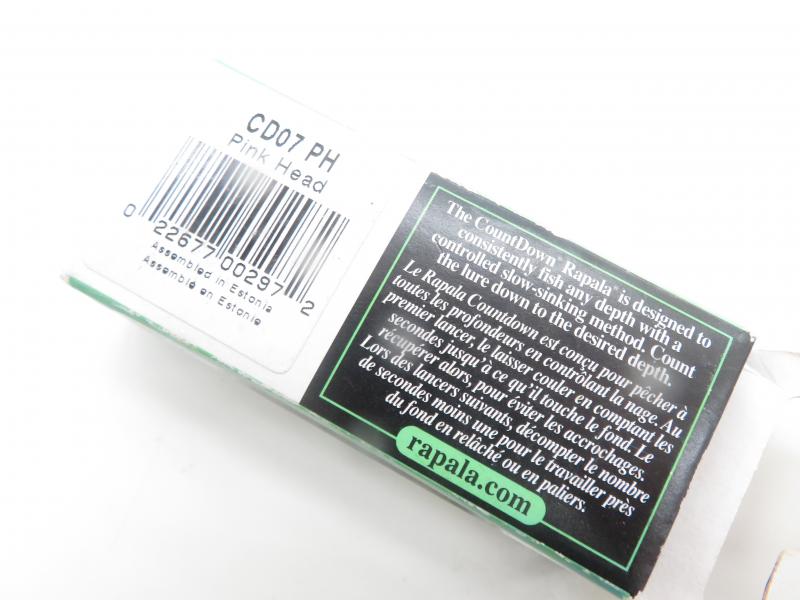 CD07 PH
Pink Head
0 22677 00297 2
Assembled in Estonia
Assemblé en Estonie
The CountDown® Rapala® is designed to
consistently fish any depth with a
controlled slow-sinking method. Count
the lure down to the desired depth.
Le Rapala Countdown est conçu pour pêcher à
toutes les profondeurs en contrôlant la nage. Au
premier lancer, le laisser couler en comptant les
secondes jusqu'à ce qu'il touche le fond. Le
récupérer alors, pour évier les accrochages.
Lors des lancers suivants, décompter le nombre
de secondes moins une pour le travailler près
du fond en relâché ou en paliers.
rapala.com